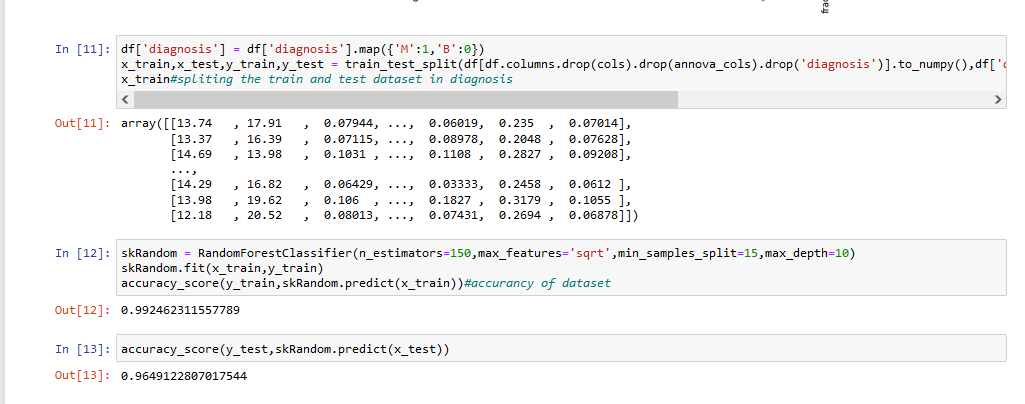 In [11]: df['diagnosis'] = df['diagnosis'].map({'M':1,'B':0})
x_train,x_test,y_train,y_test = train_test_split(df[df.columns.drop(cols).drop(annova_cols).drop('diagnosis')].to_numpy(),df['
x_train#spliting the train and test dataset in diagnosis
Out[11]: array([[13.74   , 17.91   ,  0.07944, ...,  0.06019,  0.235  ,  0.07014],
[13.37   , 16.39   ,  0.07115, ...,  0.08978,  0.2048 ,  0.07628],
[14.69   , 13.98   ,  0.1031 , ...,  0.1108 ,  0.2827 ,  0.09208],
...,
[14.29   , 16.82   ,  0.06429, ...,  0.03333,  0.2458 ,  0.0612 ],
[13.98   , 19.62   ,  0.106  , ...,  0.1827 ,  0.3179 ,  0.1055 ],
[12.18   , 20.52   ,  0.08013, ...,  0.07431,  0.2694 ,  0.06878]])
In [12]: skRandom = RandomForestClassifier(n_estimators=150,max_features='sqrt',min_samples_split=15,max_depth=10)
skRandom.fit(x_train,y_train)
accuracy_score(y_train,skRandom.predict(x_train))#accurancy of dataset
Out[12]: 0.992462311557789
In [13]: accuracy_score(y_test,skRandom.predict(x_test))
Out[13]: 0.9649122807017544